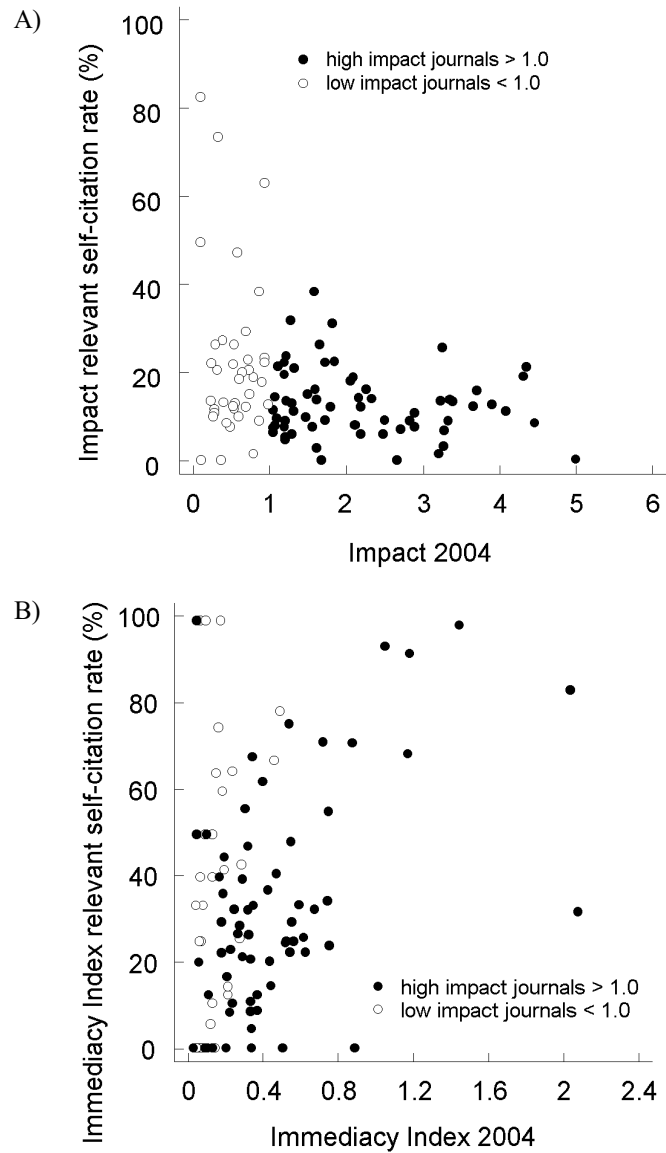 A)
Impact relevant self-citation rate (%)
100
80
60
40
20
0
high impact journals > 1.0
low impact journals < 1.0
0 1 2 3 4 5 6
Impact 2004
B)
Immediacy Index relevant self-citation rate (%)
100
80
60
40
20
0
high impact journals > 1.0
low impact journals < 1.0
0 0.4 0.8 1.2 1.6 2 2.4
Immediacy Index 2004